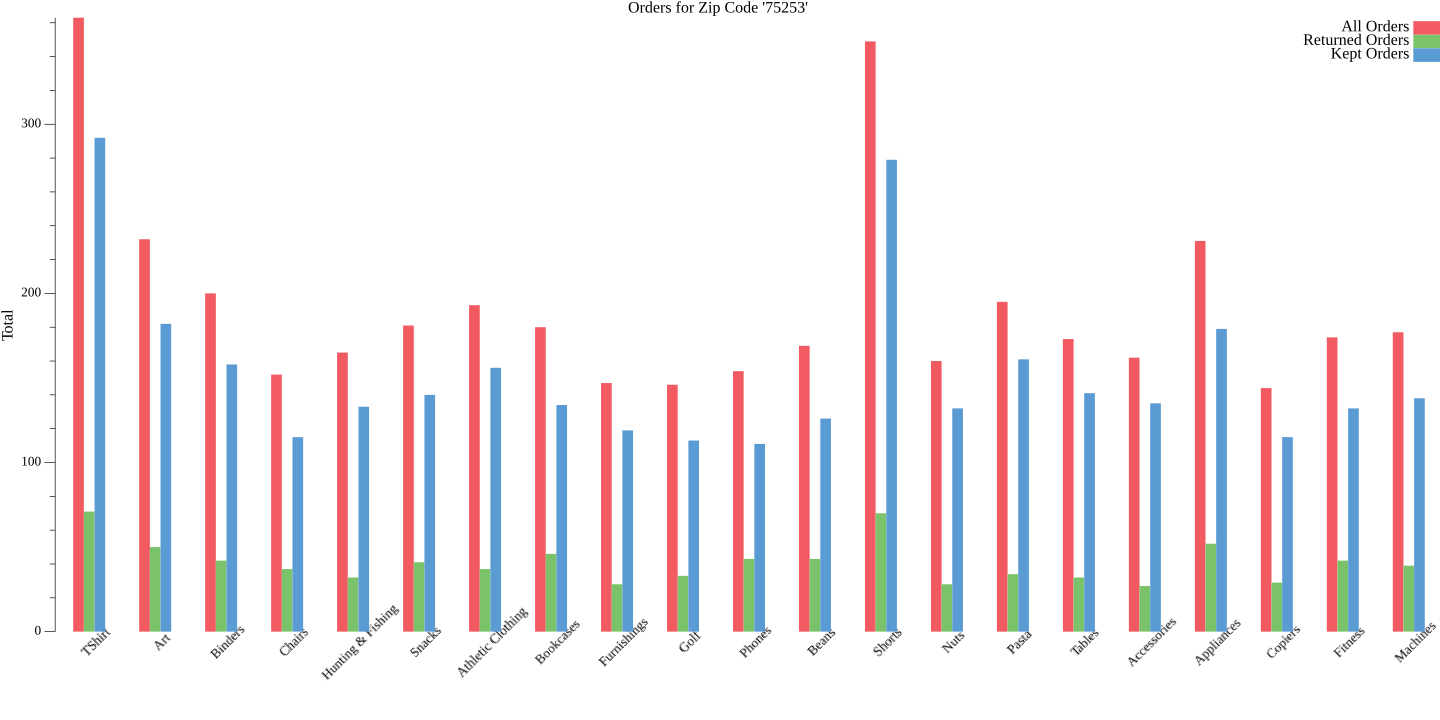 Orders for Zip Code '75253'
All Orders
Returned Orders
Kept Orders
300
200
100
0
Total
TShirt
Art
Binders
Chairs
Hunting & Fishing
Snacks
Athletic Clothing
Bookcases
Furnishings
Golf
Phones
Beans
Shorts
Nuts
Pasta
Tables
Accessories
Appliances
Copiers
Fitness
Machines